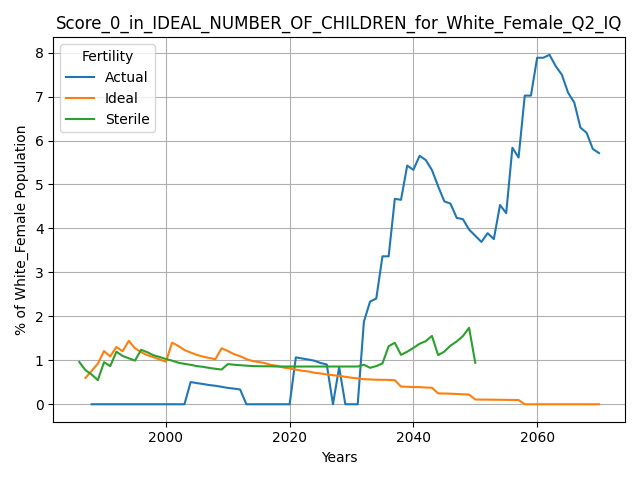 Score_0_in_IDEAL_NUMBER_OF_CHILDREN_for_White_Female_Q2_IQ
Fertility
Actual
Ideal
Sterile
% of White_Female Population
8
7
6
5
4
3
2
1
0
2000
2020
2040
2060
Years